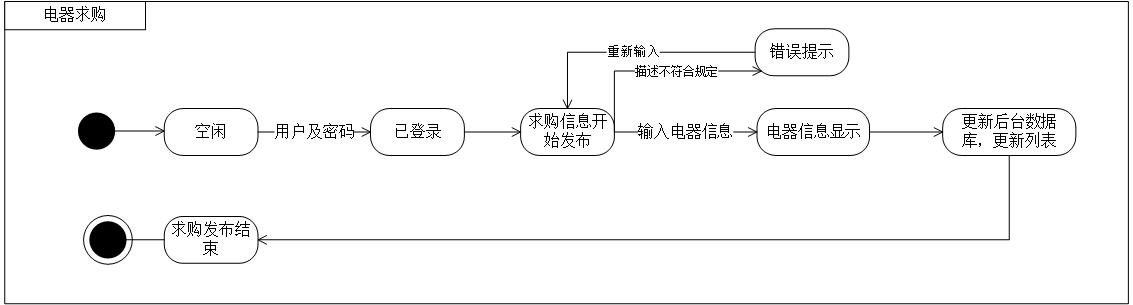 电器求购
重新输入
错误提示
描述不符合规定
空闲
用户及密码
已登录
求购信息开
始发布
输入电器信息
电器信息显示
更新后台数据
库，更新列表
求购发布结
束